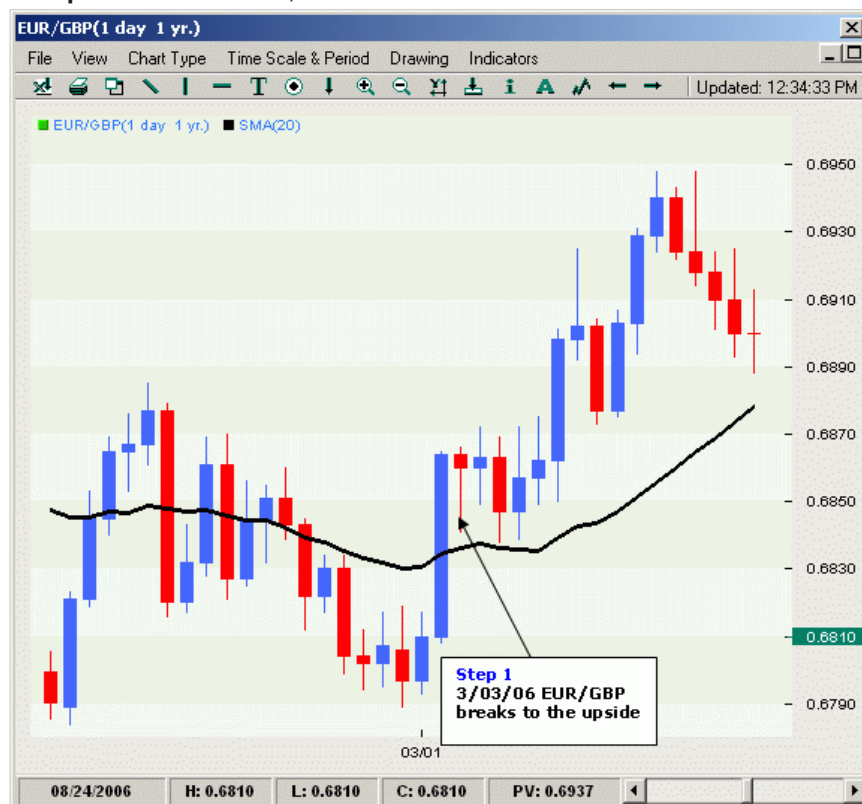 EUR/GBP(1 day 1 yr.)
File View Chart Type Time Scale & Period Drawing Indicators
T i A Updated: 12:34:33 PM
EUR/GBP(1 day 1 yr.) SMA(20)
0.6950
0.6930
0.6910
0.6890
0.6870
0.6850
0.6830
0.6810
0.6790
Step 1
3/03/06 EUR/GBP
breaks to the upside
03/01
08/24/2006 H: 0.6810 L: 0.6810 C: 0.6810 PV: 0.6937